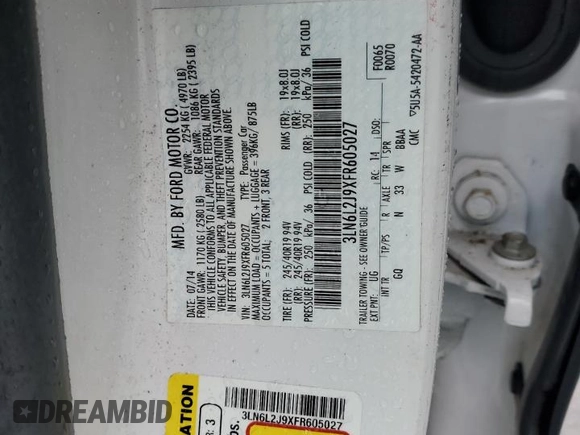 MFD. BY FORD MOTOR CO.
DATE: 07/14 GVWR: 2254 KG ( 4970 LB)
FRONT GAWR: 1170 KG (2580 LB) REAR GAWR: 1086 KG (2395 LB)
THIS VEHICLE CONFORMS TO ALL APPLICABLE FEDERAL MOTOR
VEHICLE SAFETY, BUMPER, AND THEFT PREVENTION STANDARDS
IN EFFECT ON THE DATE OF MANUFACTURE SHOWN ABOVE.
VIN: 3LN6L2J9XFR605027 TYPE: Passenger Car
MAXIMUM LOAD = OCCUPANTS + LUGGAGE = 396KG/ 875LB
OCCUPANTS = 5 TOTAL: 2 FRONT, 3 REAR
TIRE (FR): 245/40R19 94V RIMS (FR): 19x8.0J
(RR): 245/40R19 94V (RR): 19x8.0J
PRESSURE (FR): 250 kPa/ 36 PSI COLD (RR): 250 kPa/ 36 PSI COLD
3LN6L2J9XFR605027
TRAILER TOWING- SEE OWNER GUIDE F0065
EXT PNT: UG RC: 14 DSO: R0070
INT TR TP/PS R AXLE TR SPR
GQ N 33 W BBAA
CMC 5U5A-5420472-AA
ATION
R: 3
DS.
3LN6L2J9XFR605027
EpicVIN.com